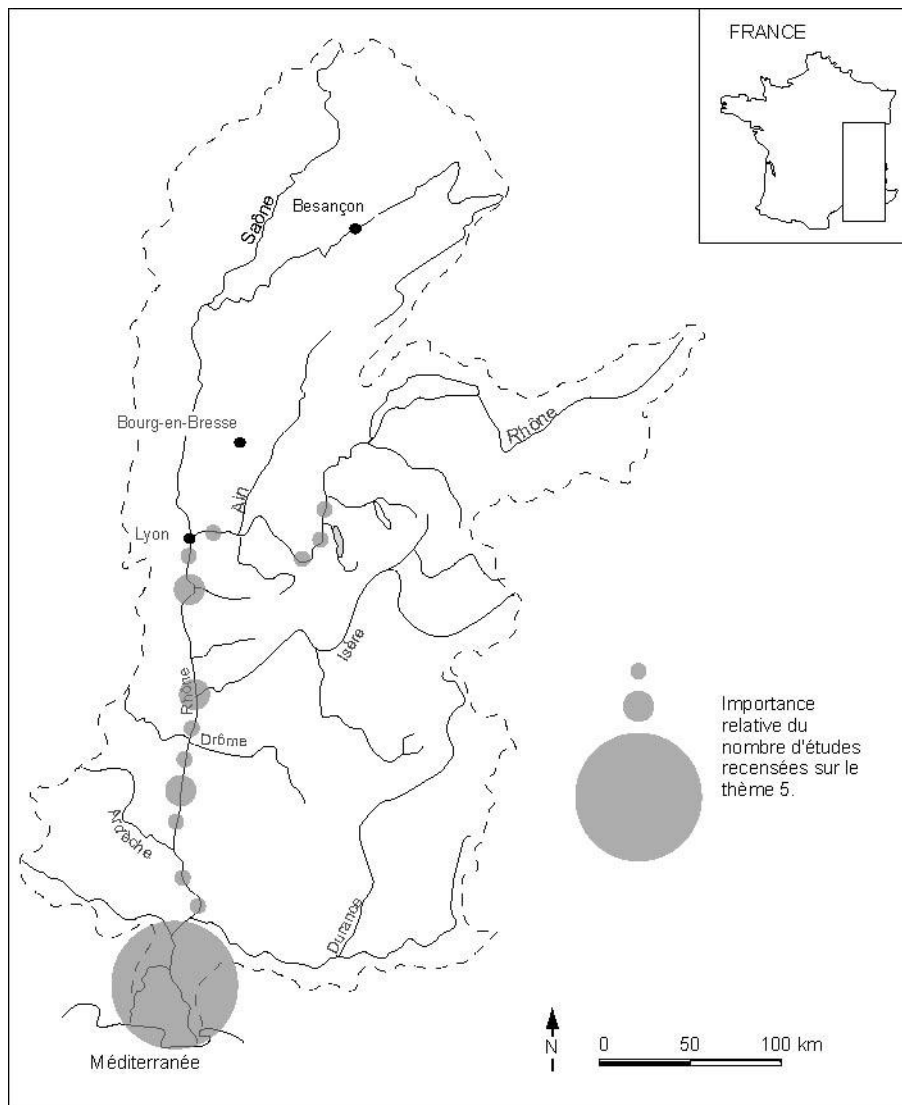 FRANCE
Saône
Besançon
Bourg-en-Bresse
Rhône
Ain
Lyon
Isère
Rhône
Drôme
Importance
relative du
nombre d'études
recensées sur le
thème 5.
Ardèche
Durance
Méditerranée
N
0 50 100 km